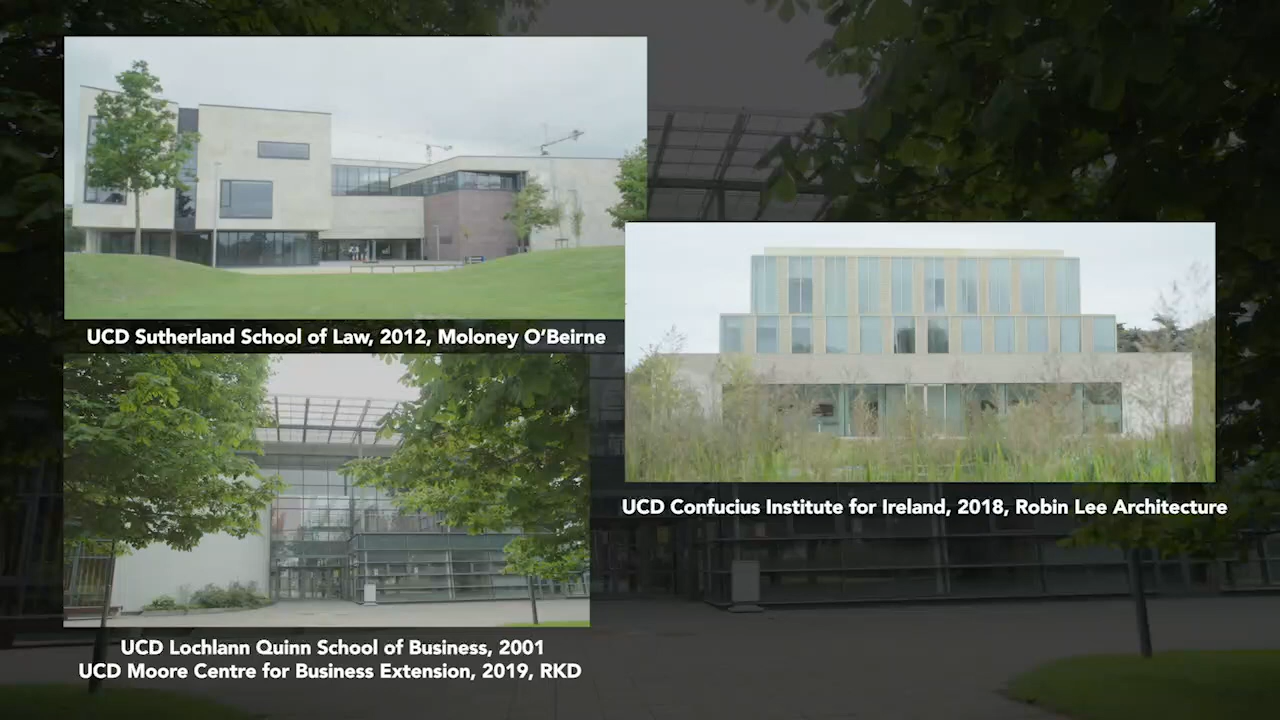 UCD Sutherland School of Law, 2012, Moloney O’Beirne
UCD Confucius Institute for Ireland, 2018, Robin Lee Architecture
UCD Lochlann Quinn School of Business, 2001
UCD Moore Centre for Business Extension, 2019, RKD